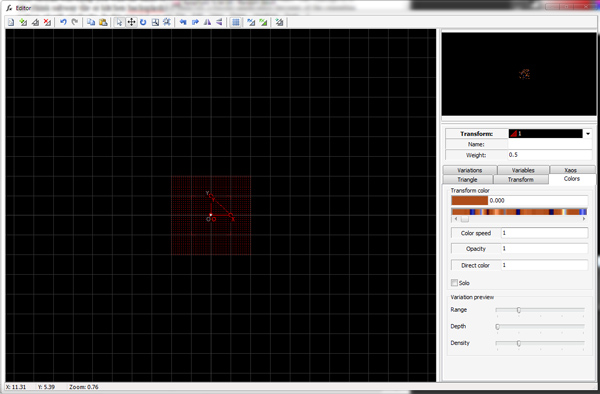 Editor
Transform: 1
Name:
Weight: 0.5
Variations Variables Xaos
Triangle Transform Colors
Transform color
0.000
Color speed 1
Opacity 1
Direct color 1
Solo
Variation preview
Range
Depth
Density
Y
O X
X: 11.31 Y: 5.39 Zoom: 0.76